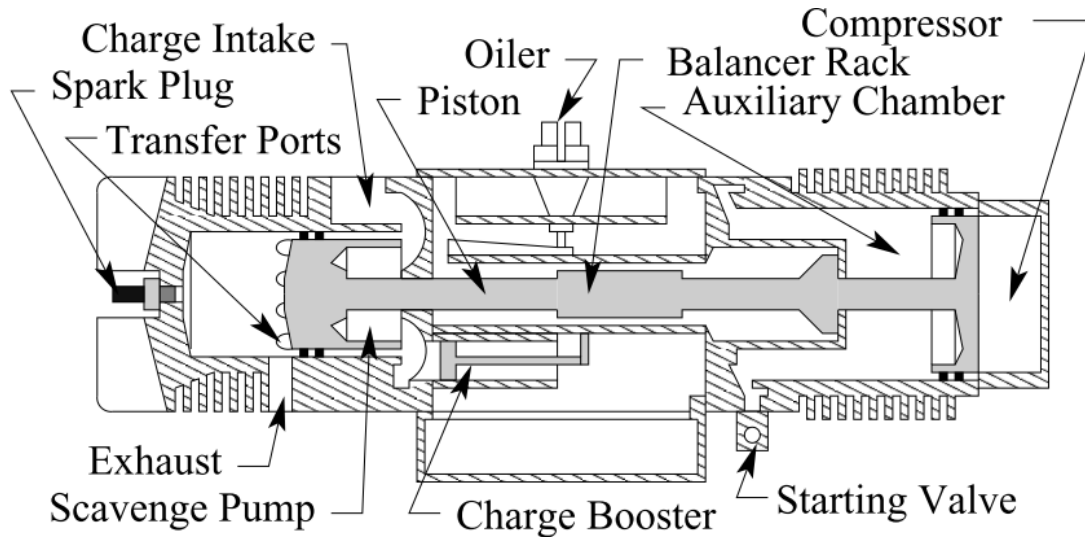 Compressor
Charge Intake
Oiler
Balancer Rack
Spark Plug
Piston
Auxiliary Chamber
Transfer Ports
Exhaust
Scavenge Pump
Charge Booster
Starting Valve